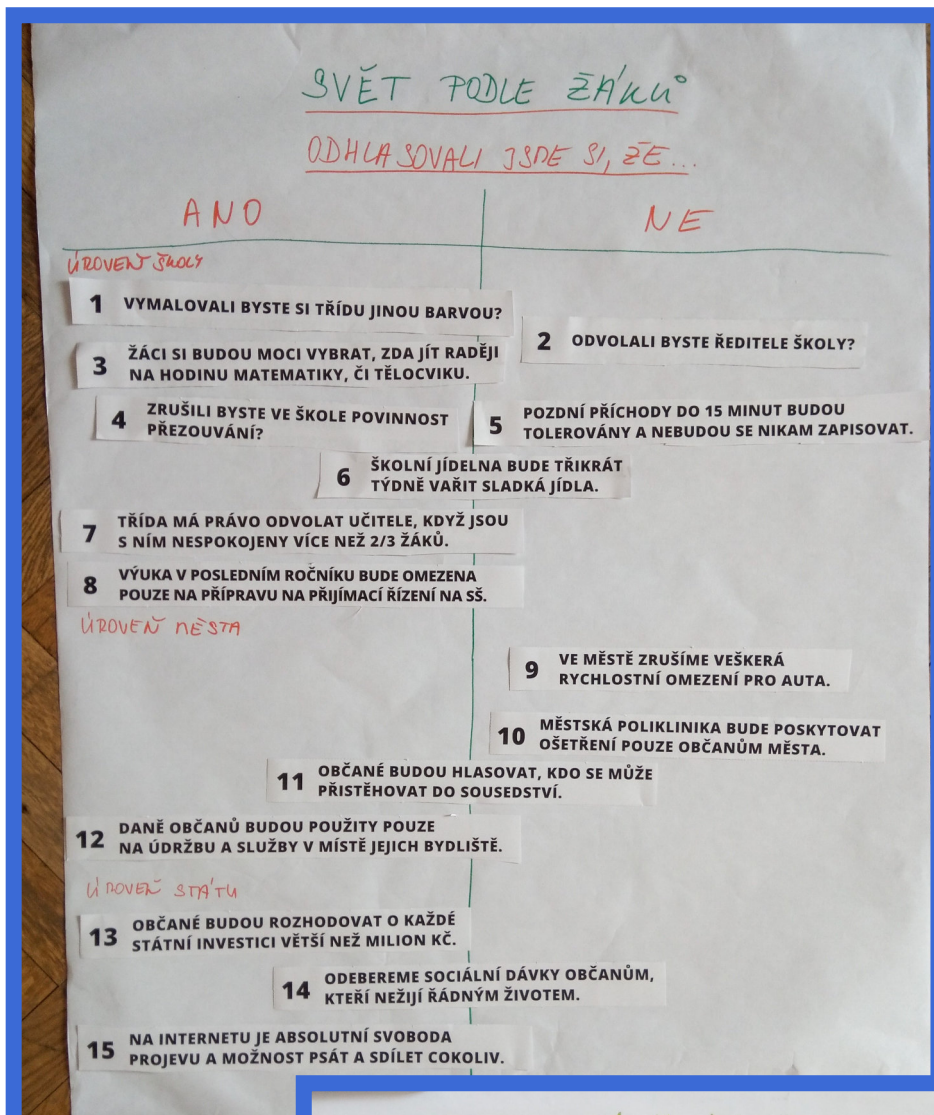 SVĚT PODLE ŽÁKŮ
ODHLASOVALI JSME SI, ŽE...
ANO
NE
ÚROVEŇ ŠKOLY
1 VYMALOVALI BYSTE SI TŘÍDU JINOU BARVOU?
2 ODVOLALI BYSTE ŘEDITELE ŠKOLY?
3 ŽÁCI SI BUDOU MOCI VYBRAT, ZDA JÍT RADĚJI
NA HODINU MATEMATIKY, ČI TĚLOCVIKU.
4 ZRUŠILI BYSTE VE ŠKOLE POVINNOST
PŘEZOUVÁNÍ?
5 POZDNÍ PŘÍCHODY DO 15 MINUT BUDOU
TOLEROVÁNY A NEBUDOU SE NIKAM ZAPISOVAT.
6 ŠKOLNÍ JÍDELNA BUDE TŘIKRÁT
TÝDNĚ VAŘIT SLADKÁ JÍDLA.
7 TŘÍDA MÁ PRÁVO ODVOLAT UČITELE, KDYŽ JSOU
S NÍM NESPOKOJENY VÍCE NEŽ 2/3 ŽÁKŮ.
8 VÝUKA V POSLEDNÍM ROČNÍKU BUDE OMEZENA
POUZE NA PŘÍPRAVU NA PŘIJÍMACÍ ŘÍZENÍ NA SŠ.
ÚROVEŇ MĚSTA
9 VE MĚSTĚ ZRUŠÍME VEŠKERÁ
RYCHLOSTNÍ OMEZENÍ PRO AUTA.
10 MĚSTSKÁ POLIKLINIKA BUDE POSKYTOVAT
OŠETŘENÍ POUZE OBČANŮM MĚSTA.
11 OBČANÉ BUDOU HLASOVAT, KDO SE MŮŽE
PŘISTĚHOVAT DO SOUSEDSTVÍ.
12 DANĚ OBČANŮ BUDOU POUŽITY POUZE
NA ÚDRŽBU A SLUŽBY V MÍSTĚ JEJICH BYDLIŠTĚ.
ÚROVEŇ STÁTU
13 OBČANÉ BUDOU ROZHODOVAT O KAŽDÉ
STÁTNÍ INVESTICI VĚTŠÍ NEŽ MILION KČ.
14 ODEBEREME SOCIÁLNÍ DÁVKY OBČANŮM,
KTEŘÍ NEŽIJÍ ŘÁDNÝM ŽIVOTEM.
15 NA INTERNETU JE ABSOLUTNÍ SVOBODA
PROJEVU A MOŽNOST PSÁT A SDÍLET COKOLIV.